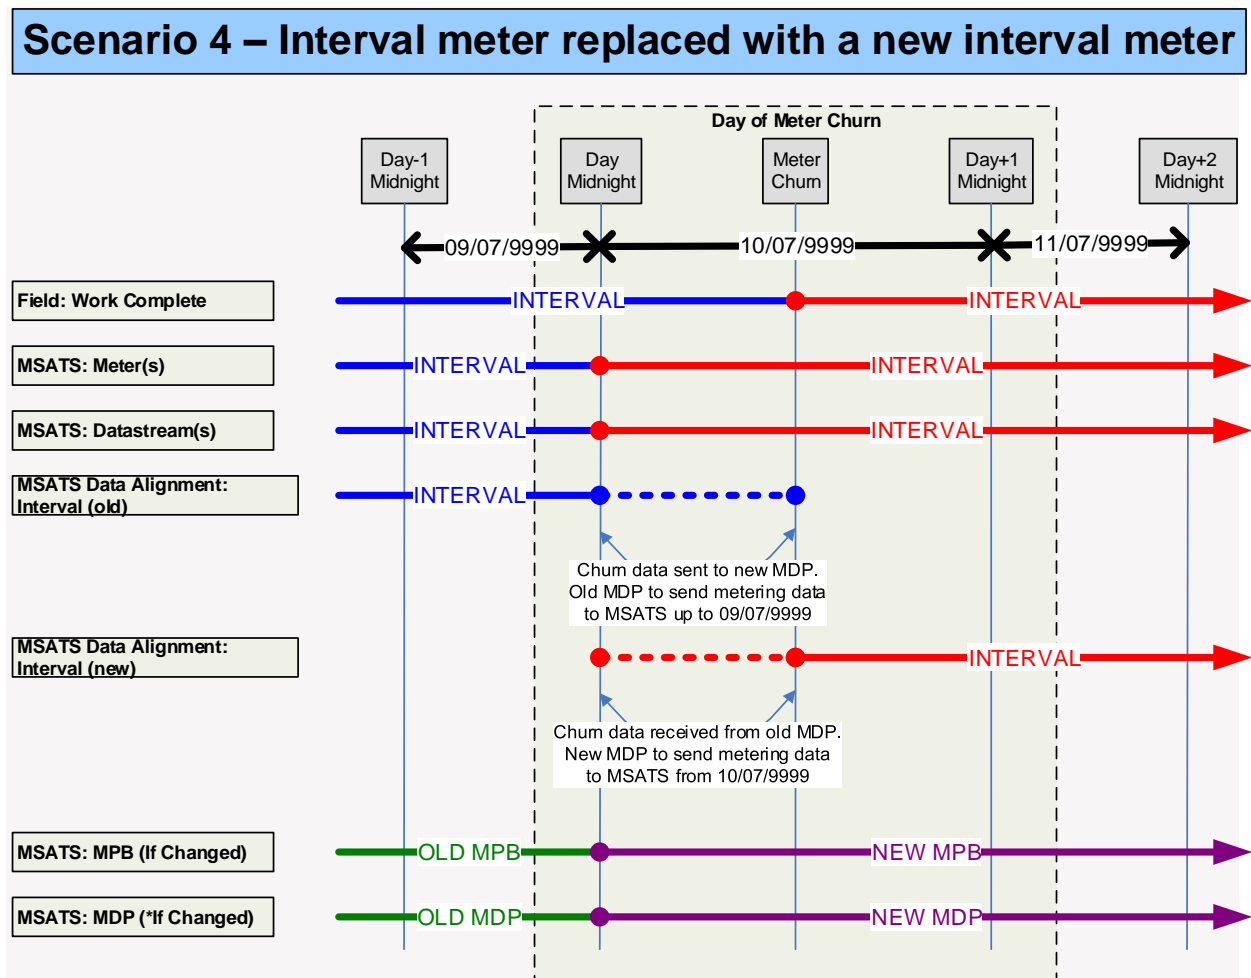 Scenario 4 – Interval meter replaced with a new interval meter
Day of Meter Churn
Day-1
Midnight
Day
Midnight
Meter
Churn
Day+1
Midnight
Day+2
Midnight
09/07/9999
10/07/9999
11/07/9999
Field: Work Complete
INTERVAL
INTERVAL
MSATS: Meter(s)
INTERVAL
INTERVAL
MSATS: Datastream(s)
INTERVAL
INTERVAL
MSATS Data Alignment:
Interval (old)
INTERVAL
Churn data sent to new MDP.
Old MDP to send metering data
to MSATS up to 09/07/9999
MSATS Data Alignment:
Interval (new)
INTERVAL
Churn data received from old MDP.
New MDP to send metering data
to MSATS from 10/07/9999
MSATS: MPB (If Changed)
OLD MPB
NEW MPB
MSATS: MDP (*If Changed)
OLD MDP
NEW MDP